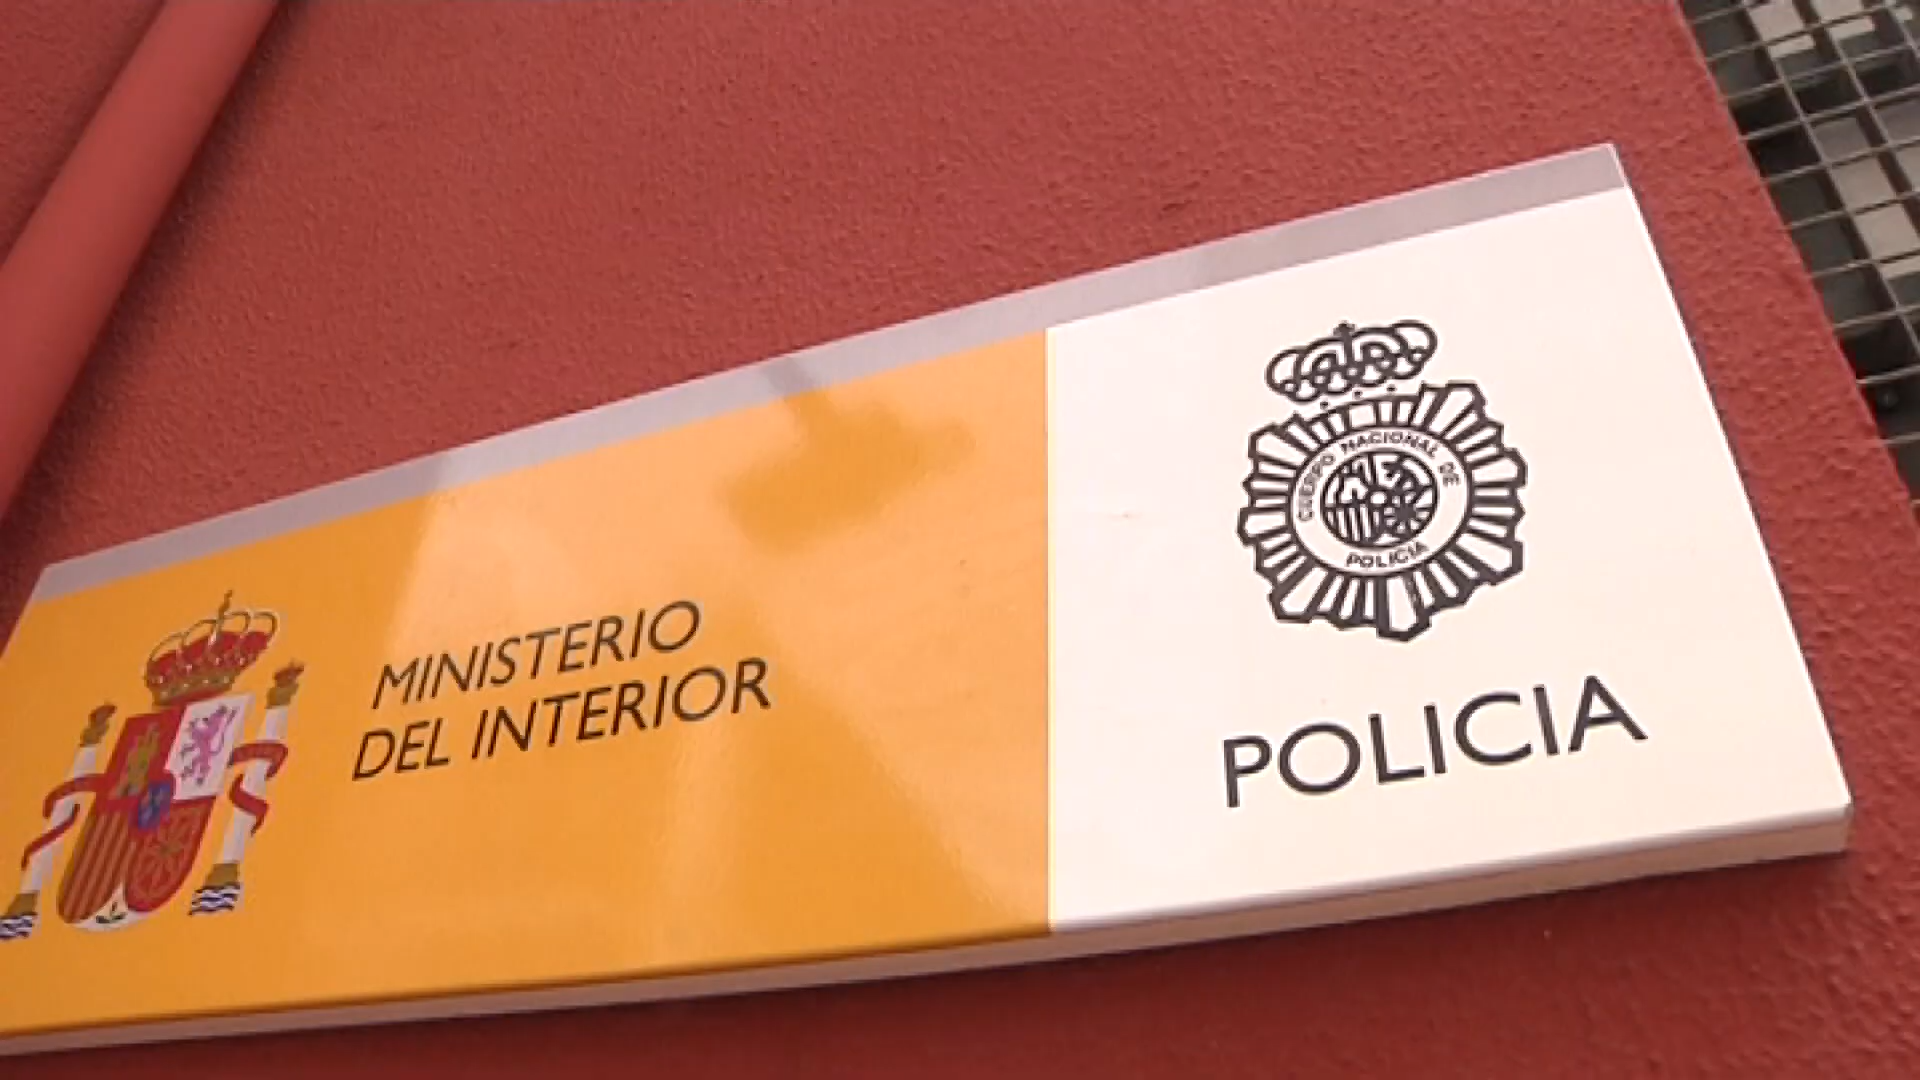 MINISTERIO
DEL INTERIOR
CUERPO NACIONAL DE
POLICIA
POLICIA